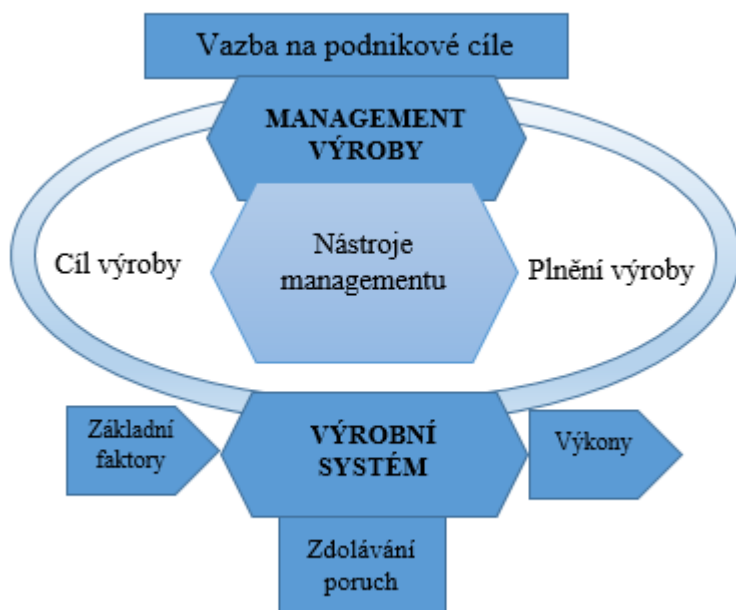 Vazba na podnikové cíle
MANAGEMENT
VÝROBY
Cíl výroby
Nástroje
managementu
Plnění výroby
Základní
faktory
VÝROBNÍ
SYSTÉM
Výkony
Zdolávání
poruch